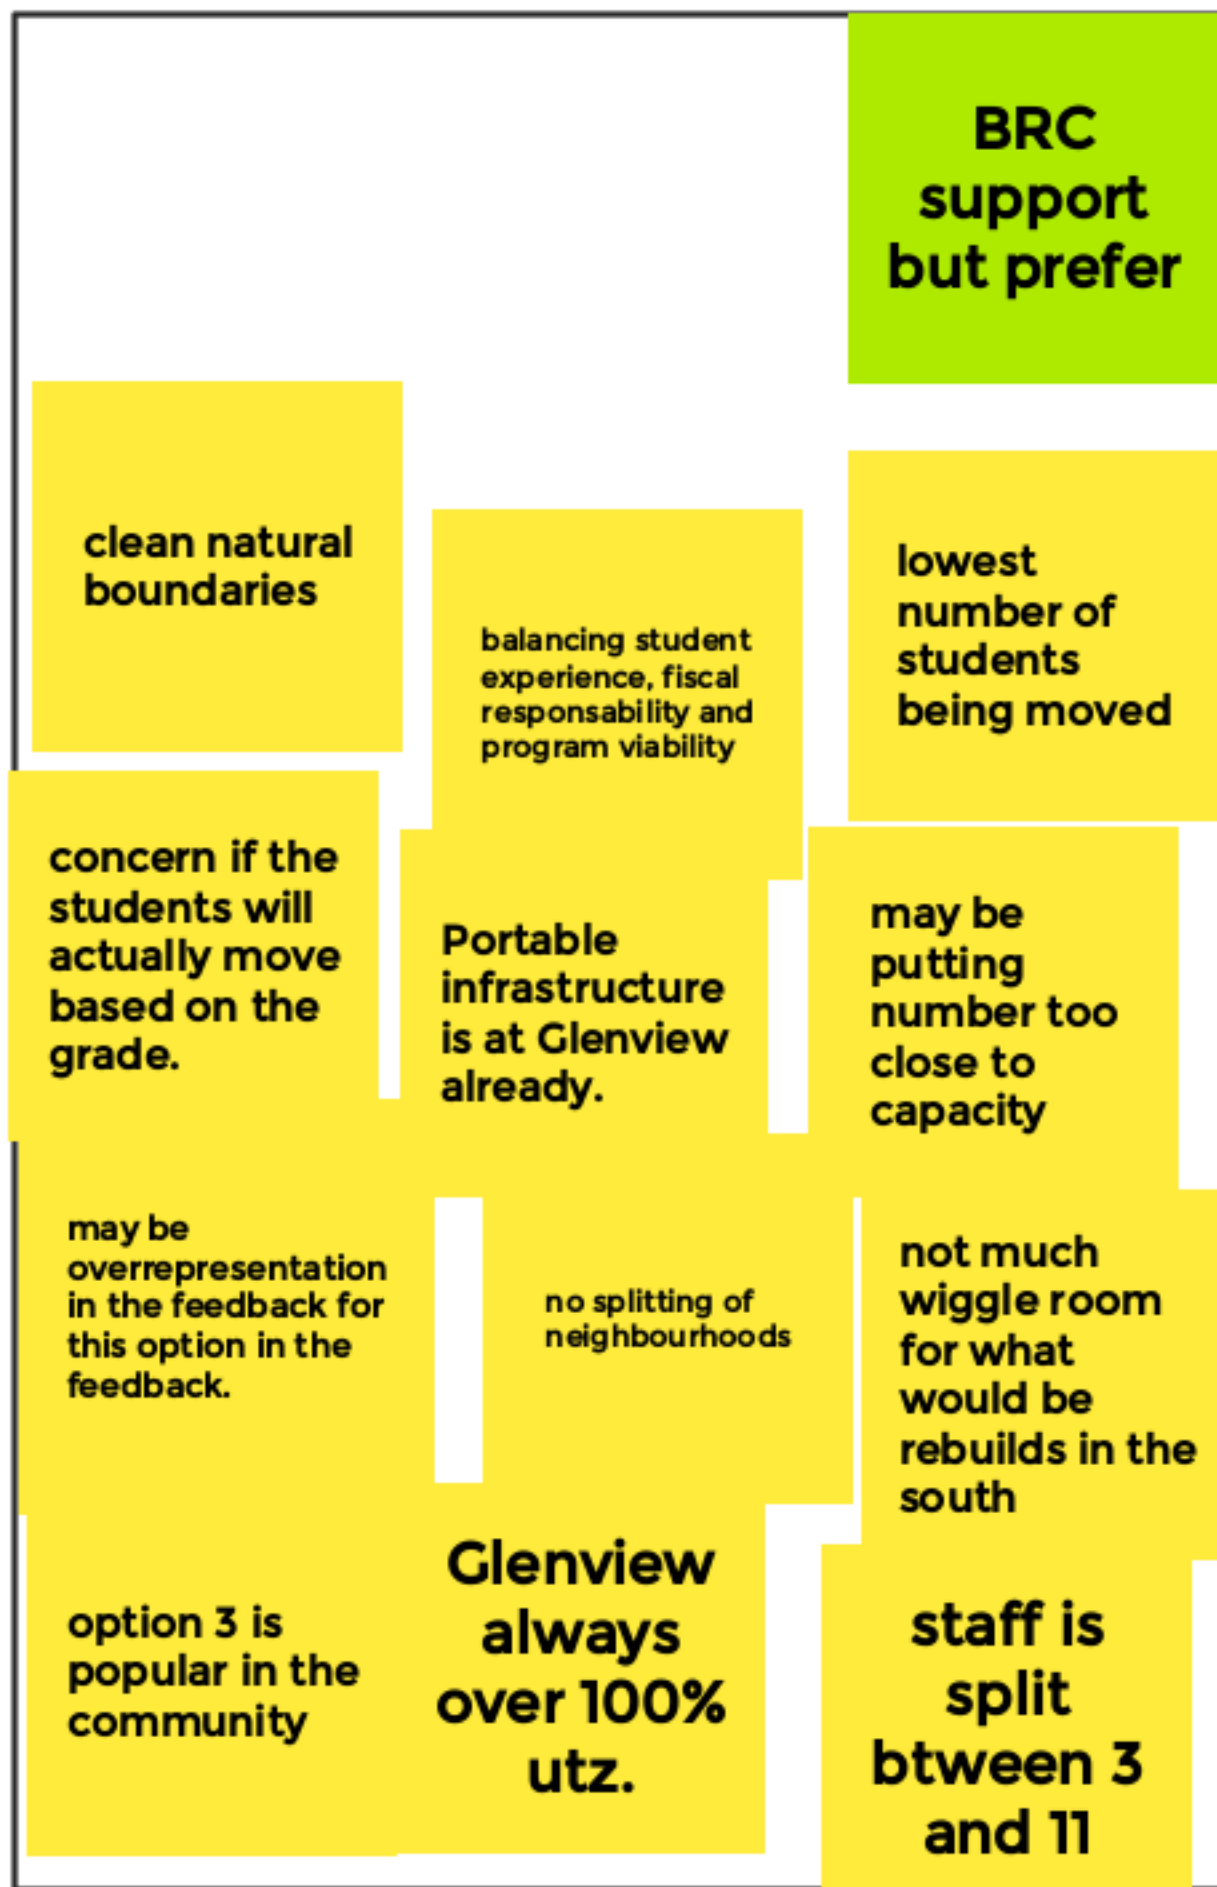 BRC
support
but prefer
clean natural
boundaries
balancing student
experience, fiscal
responsability and
program viability
lowest
number of
students
being moved
concern if the
students will
actually move
based on the
grade.
Portable
infrastructure
is at Glenview
already.
may be
putting
number too
close to
capacity
may be
overrepresentation
in the feedback for
this option in the
feedback.
no splitting of
neighbourhoods
not much
wiggle room
for what
would be
rebuilds in the
south
option 3 is
popular in the
community
Glenview
always
over 100%
utz.
staff is
split
btween 3
and 11